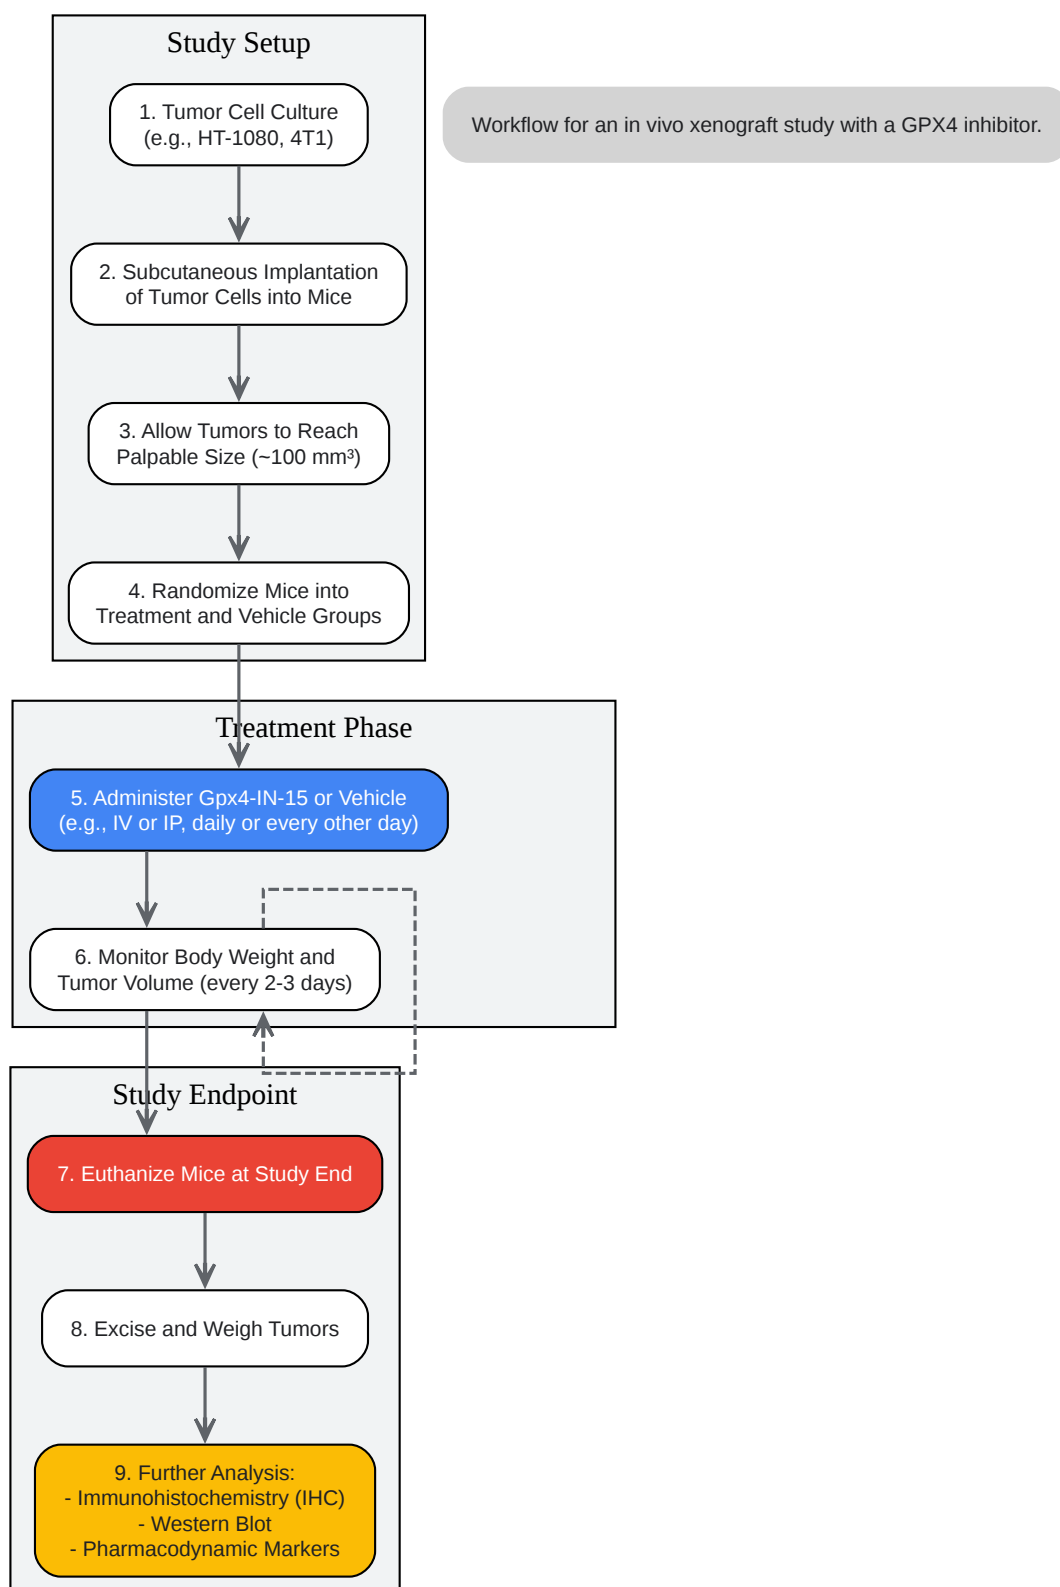 Study Setup
1. Tumor Cell Culture
(e.g., HT-1080, 4T1)
Workflow for an in vivo xenograft study with a GPX4 inhibitor.
2. Subcutaneous Implantation
of Tumor Cells into Mice
3. Allow Tumors to Reach
Palpable Size (~100 mm³)
4. Randomize Mice into
Treatment and Vehicle Groups
Treatment Phase
5. Administer Gpx4-IN-15 or Vehicle
(e.g., IV or IP, daily or every other day)
6. Monitor Body Weight and
Tumor Volume (every 2-3 days)
Study Endpoint
7. Euthanize Mice at Study End
8. Excise and Weigh Tumors
9. Further Analysis:
- Immunohistochemistry (IHC)
- Western Blot
- Pharmacodynamic Markers